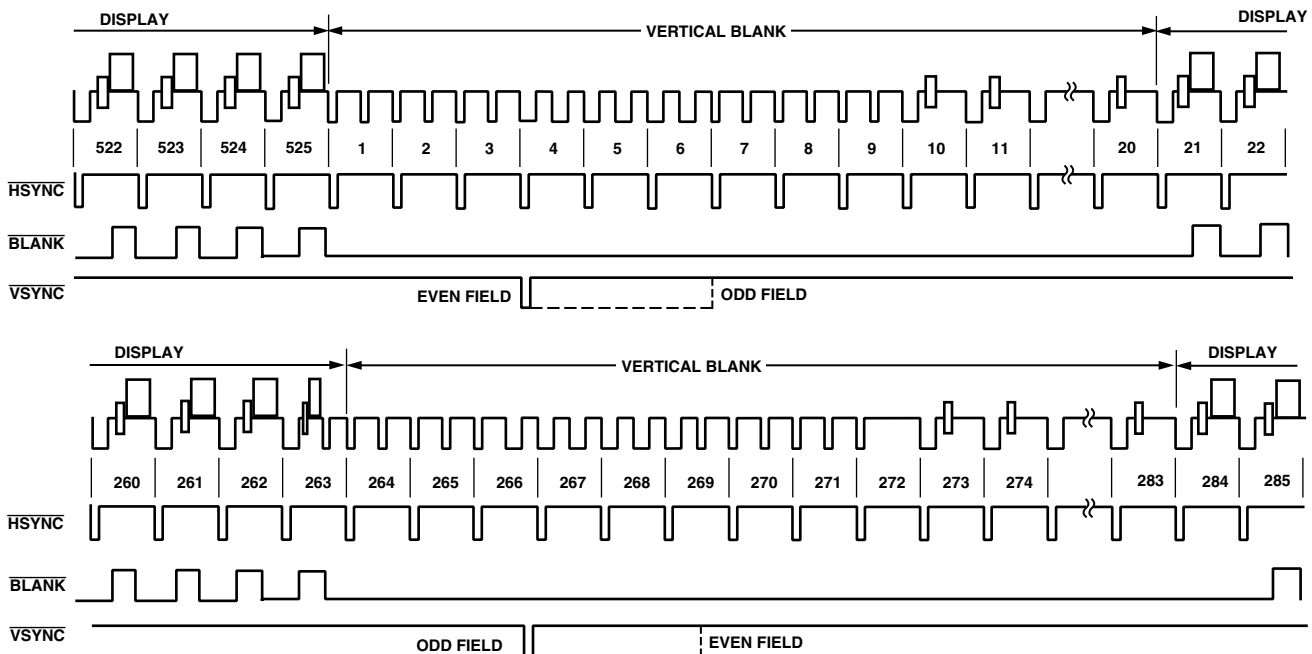 DISPLAY VERTICAL BLANK DISPLAY
522 523 524 525 1 2 3 4 5 6 7 8 9 10 11 20 21 22
HSYNC
BLANK
VSYNC
EVEN FIELD ODD FIELD
DISPLAY VERTICAL BLANK DISPLAY
260 261 262 263 264 265 266 267 268 269 270 271 272 273 274 283 284 285
HSYNC
BLANK
VSYNC
ODD FIELD EVEN FIELD